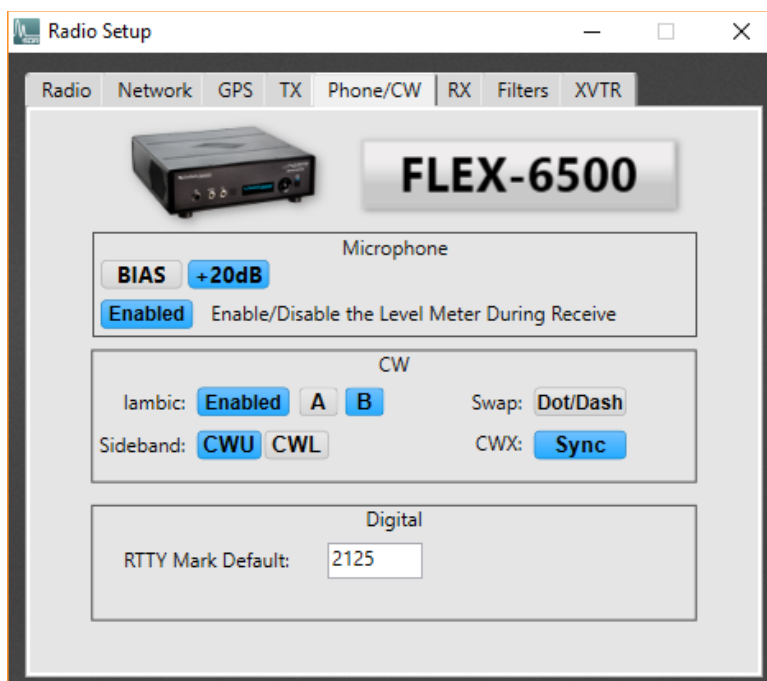 Radio Setup
Radio Network GPS TX Phone/CW RX Filters XVTR
FLEX-6500
Microphone
BIAS +20dB
Enabled Enable/Disable the Level Meter During Receive
CW
Iambic: Enabled A B Swap: Dot/Dash
Sideband: CWU CWL CWX: Sync
Digital
RTTY Mark Default: 2125